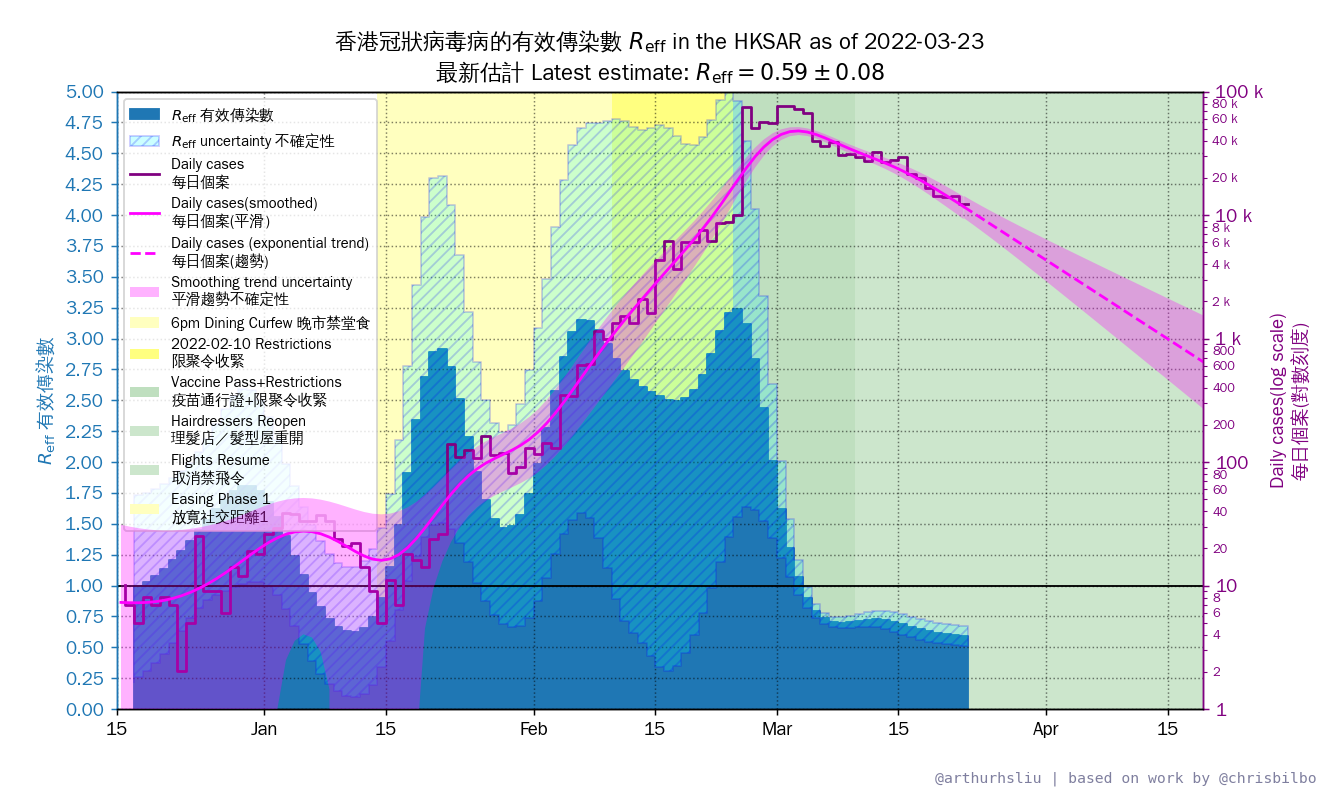 香港冠狀病毒病的有效傳染數 Reff in the HKSAR as of 2022-03-23
最新估計 Latest estimate: Reff = 0.59 ± 0.08
Reff 有效傳染數
5.00
4.75
4.50
4.25
4.00
3.75
3.50
3.25
3.00
2.75
2.50
2.25
2.00
1.75
1.50
1.25
1.00
0.75
0.50
0.25
0.00
Reff 有效傳染數
Reff uncertainty 不確定性
Daily cases
每日個案
Daily cases(smoothed)
每日個案(平滑)
Daily cases (exponential trend)
每日個案(趨勢)
Smoothing trend uncertainty
平滑趨勢不確定性
6pm Dining Curfew 晚市禁堂食
2022-02-10 Restrictions
限聚令收緊
Vaccine Pass+Restrictions
疫苗通行證+限聚令收緊
Hairdressers Reopen
理髮店／髮型屋重開
Flights Resume
取消禁飛令
Easing Phase 1
放寬社交距離1
100 k
80 k
60 k
40 k
20 k
10 k
8 k
6 k
4 k
2 k
1 k
800
600
400
200
100
80
60
40
20
10
8
6
4
2
1
Daily cases(log scale)
每日個案(對數刻度)
15 Jan 15 Feb 15 Mar 15 Apr 15
@arthurhsliu | based on work by @chrisbilbo